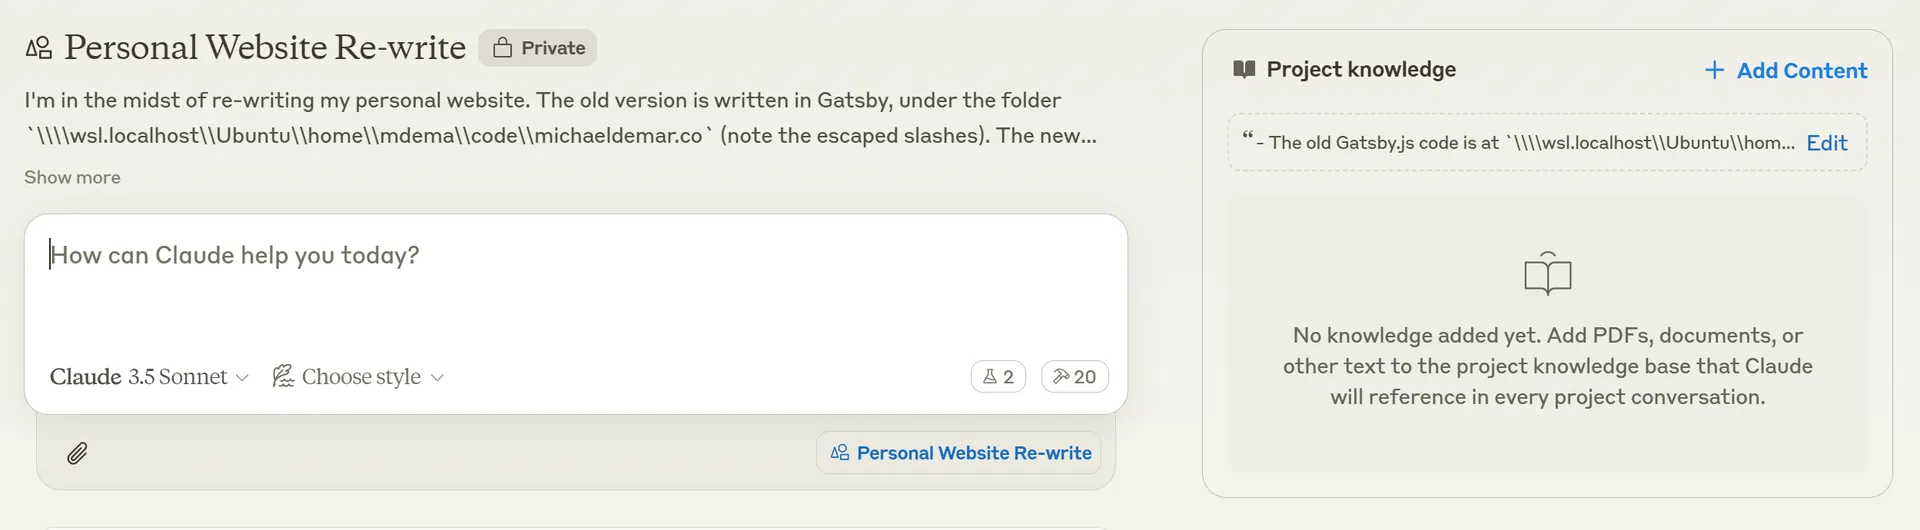 Personal Website Re-write
Private
I'm in the midst of re-writing my personal website. The old version is written in Gatsby, under the folder
`\\\\wsl.localhost\\Ubuntu\\home\\mdema\\code\\michaeldemar.co` (note the escaped slashes). The new...
Show more
How can Claude help you today?
Claude 3.5 Sonnet
Choose style
2
20
Personal Website Re-write
Project knowledge
+ Add Content
“- The old Gatsby.js code is at `\\\\wsl.localhost\\Ubuntu\\hom...
Edit
No knowledge added yet. Add PDFs, documents, or
other text to the project knowledge base that Claude
will reference in every project conversation.